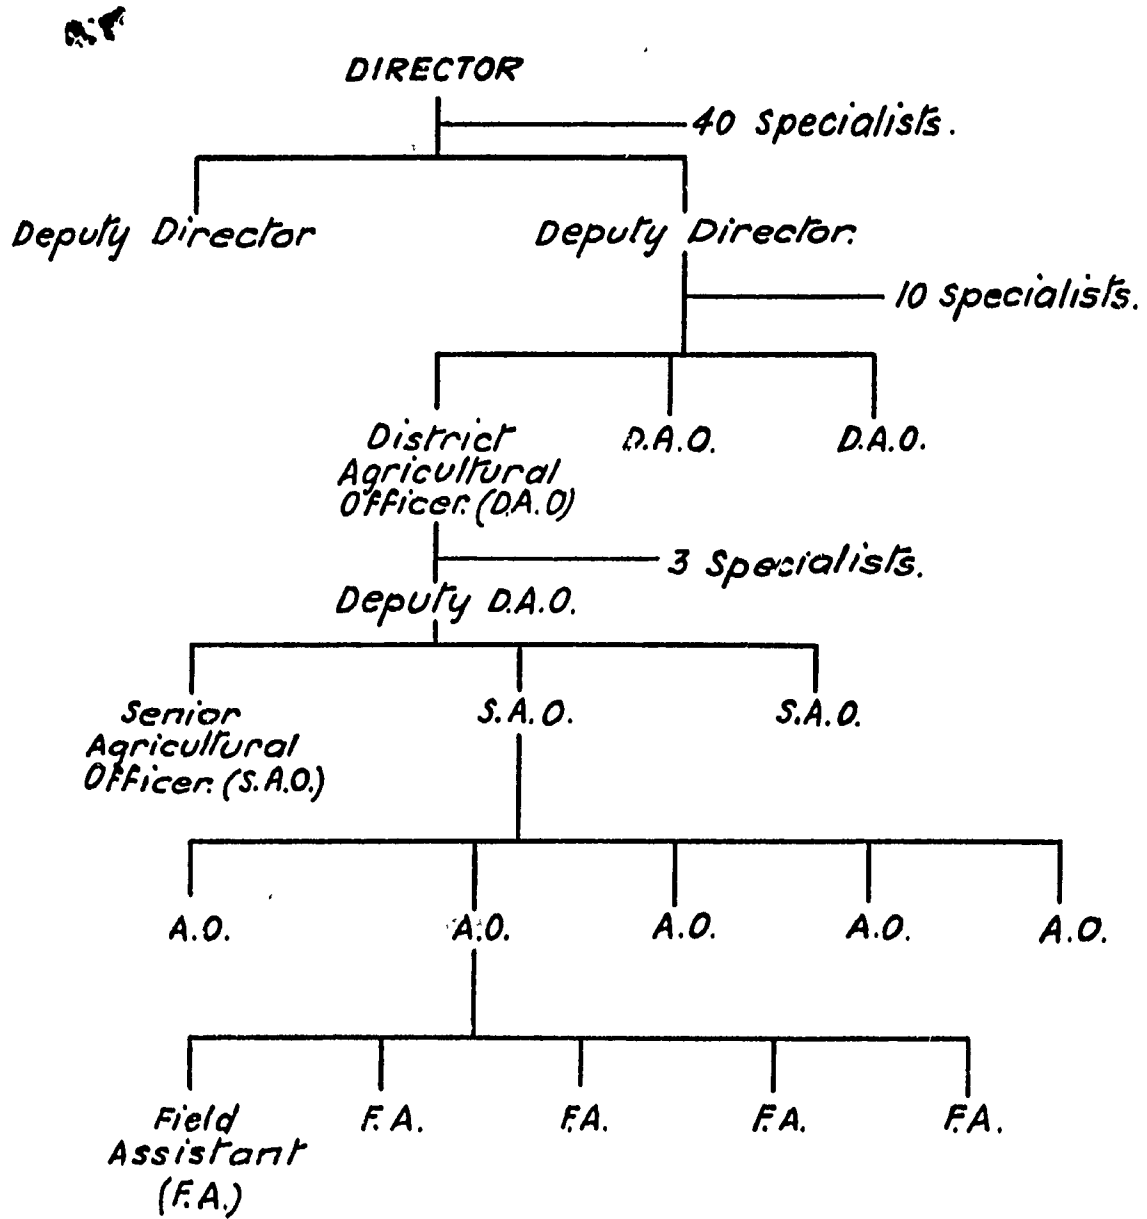 DIRECTOR
40 Specialists.
Deputy Director
Deputy Director.
10 Specialists.
District
Agricultural
Officer. (D.A.O)
D.A.O.
D.A.O.
3 Specialists.
Deputy D.A.O.
Senior
Agricultural
Officer. (S.A.O.)
S.A.O.
S.A.O.
A.O.
A.O.
A.O.
A.O.
A.O.
Field
Assistant
(F.A.)
F.A.
F.A.
F.A.
F.A.